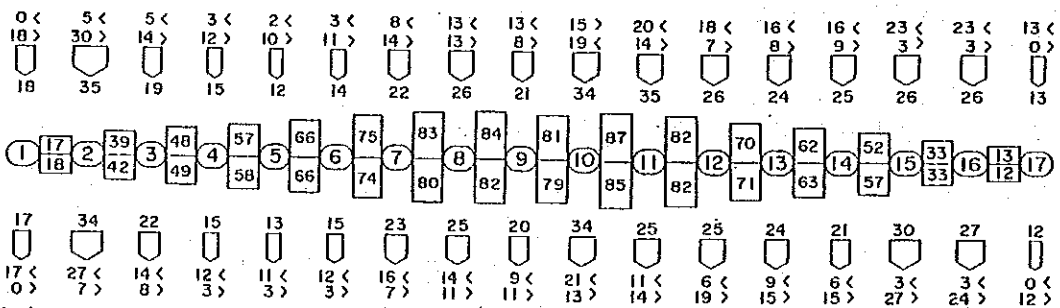 0< 5< 5< 3< 2< 3< 8< 13< 13< 15> 20< 18< 16< 16< 23< 23< 13<
18> 30> 14> 12> 10> 11> 14> 13> 8> 19< 14> 7> 8> 9> 3> 3> 0>
18 35 19 15 12 14 22 26 21 34 35 26 24 25 26 26 13
17 39 48 57 66 75 83 84 81 87 82 70 62 52 33 13
1 2 3 4 5 6 7 8 9 10 11 12 13 14 15 16 17
18 42 49 58 66 74 80 82 79 85 82 71 63 57 33 12
17 34 22 15 13 15 23 25 20 34 25 25 24 21 30 27 12
17< 27< 14< 12< 11< 12< 16< 14< 9< 21< 11< 6< 9< 6< 3< 3< 0<
0> 7> 8> 3> 3> 3> 7> 11> 11> 13> 14> 19> 15> 15> 27> 24> 12>